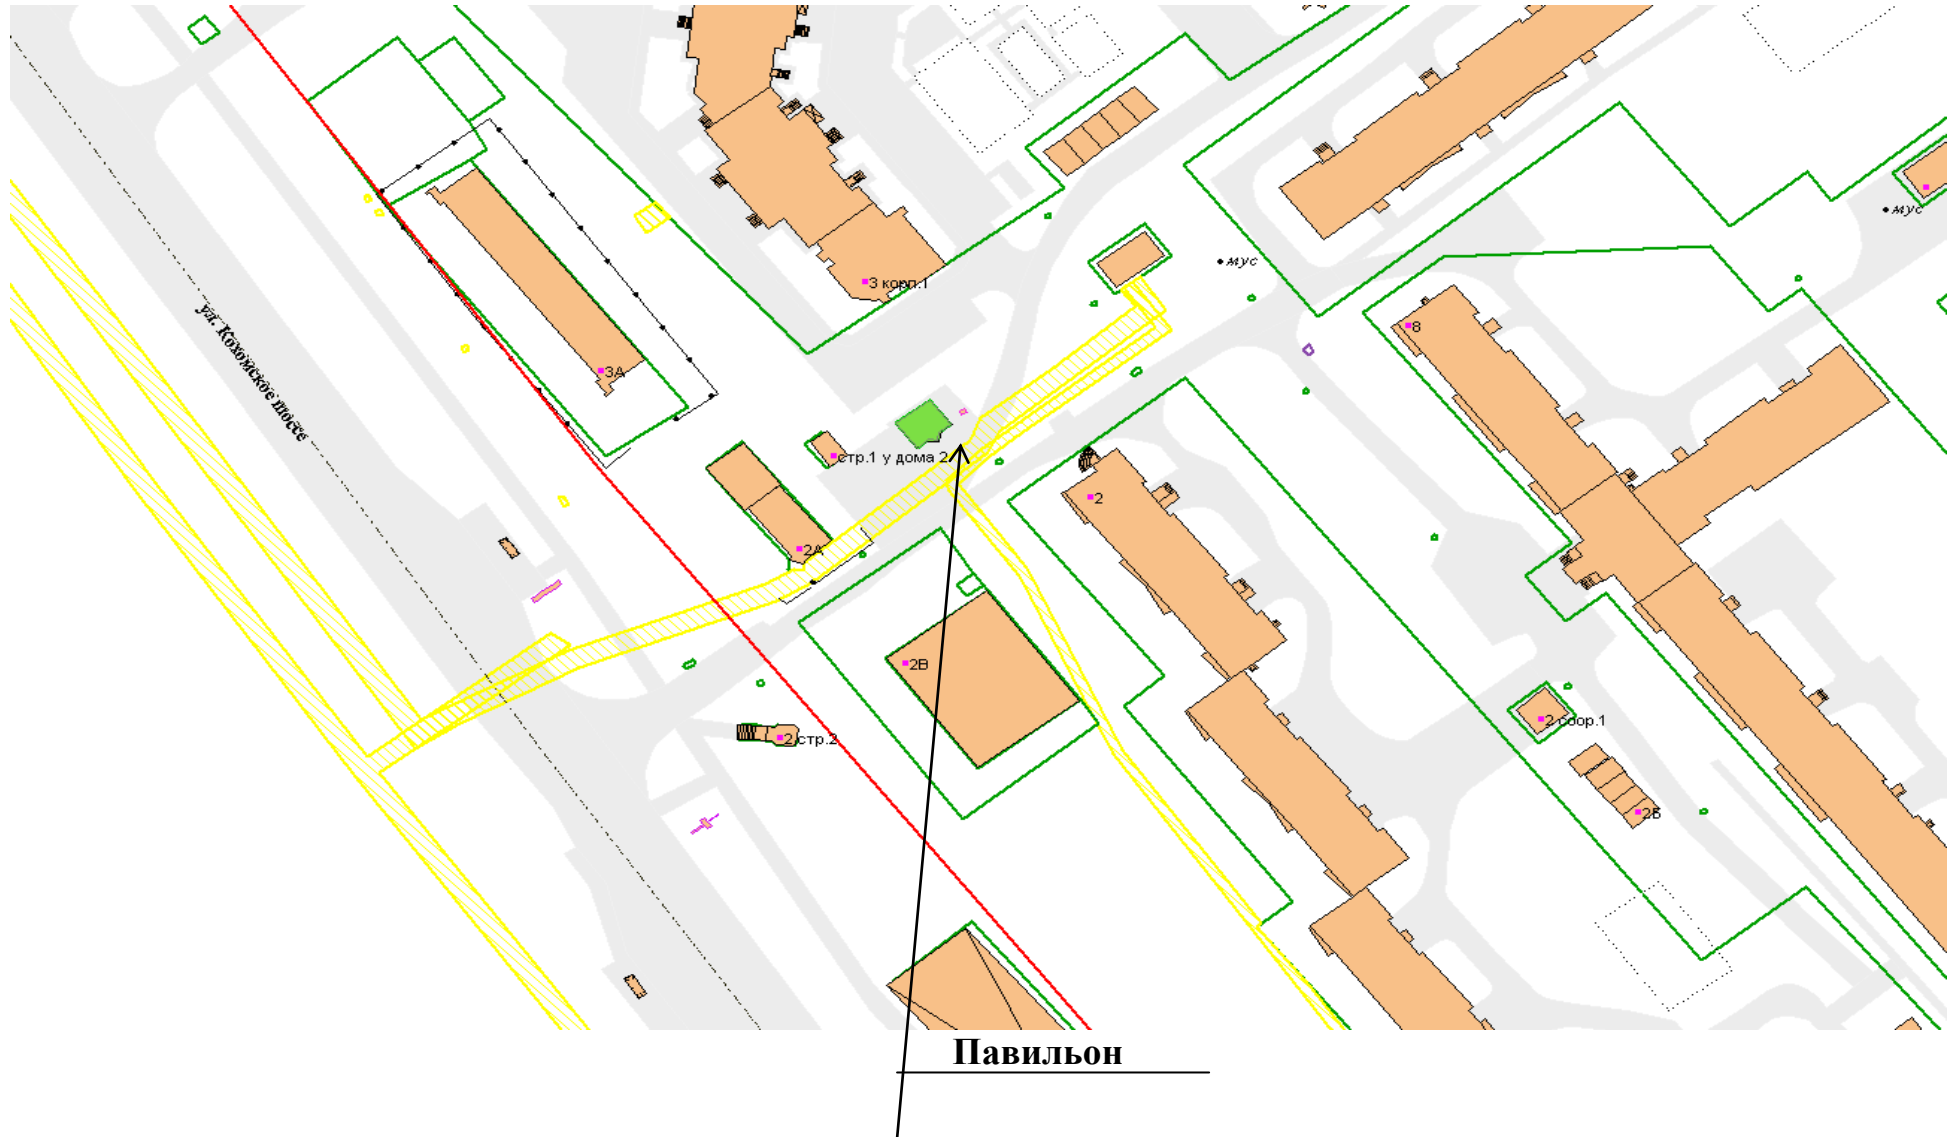 мус
мус
3 корп.1
ул. Кохомское шоссе
8
3А
стр.1 у дома 2
2
2А
2В
2 соор.1
2 стр.2
2Б
Павильон